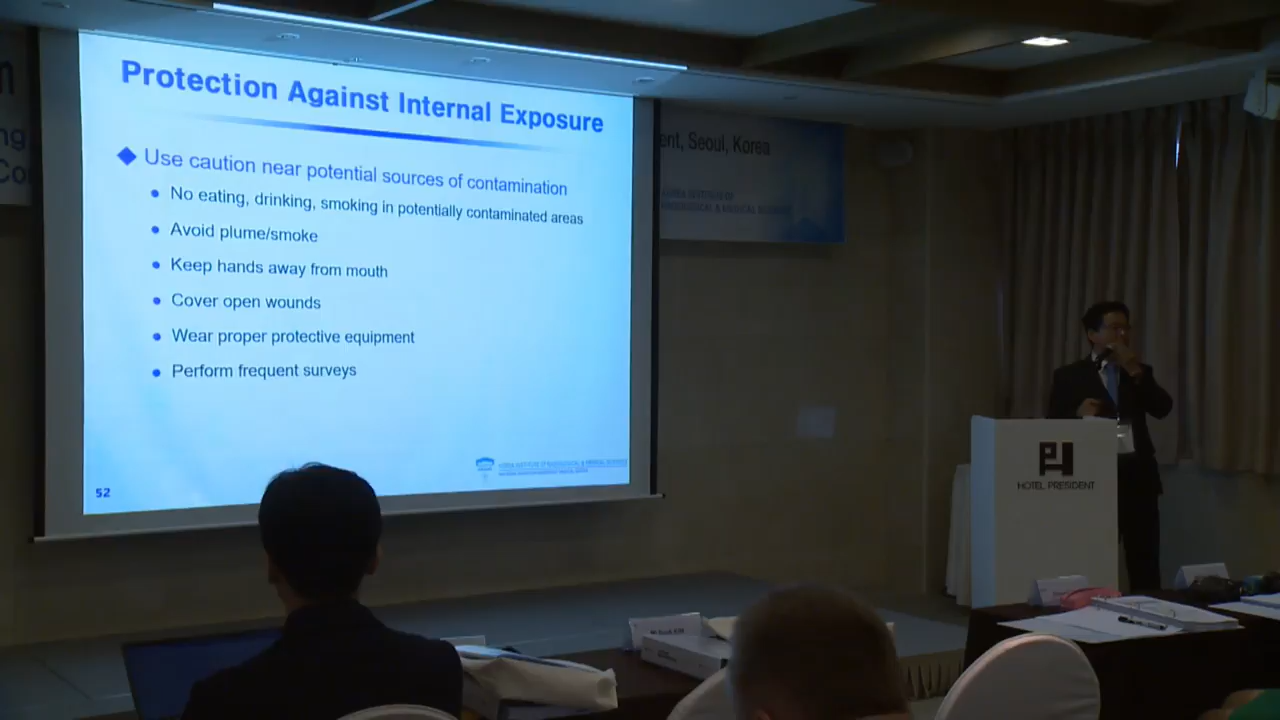 Protection Against Internal Exposure
Use caution near potential sources of contamination
No eating, drinking, smoking in potentially contaminated areas
Avoid plume/smoke
Keep hands away from mouth
Cover open wounds
Wear proper protective equipment
Perform frequent surveys
52
ent, Seoul, Korea
HOTEL PRESIDENT